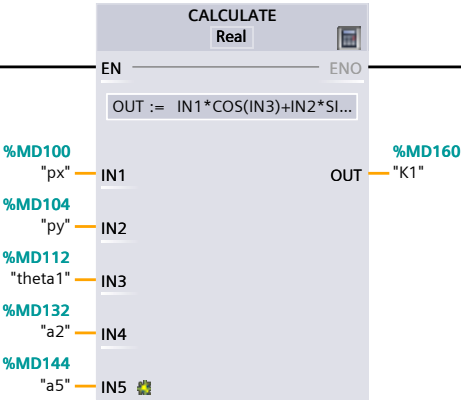 CALCULATE
Real
EN ENO
OUT := IN1*COS(IN3)+IN2*SI...
%MD100 %MD160
"px" IN1 OUT "K1"
%MD104
"py" IN2
%MD112
"theta1" IN3
%MD132
"a2" IN4
%MD144
"a5" IN5